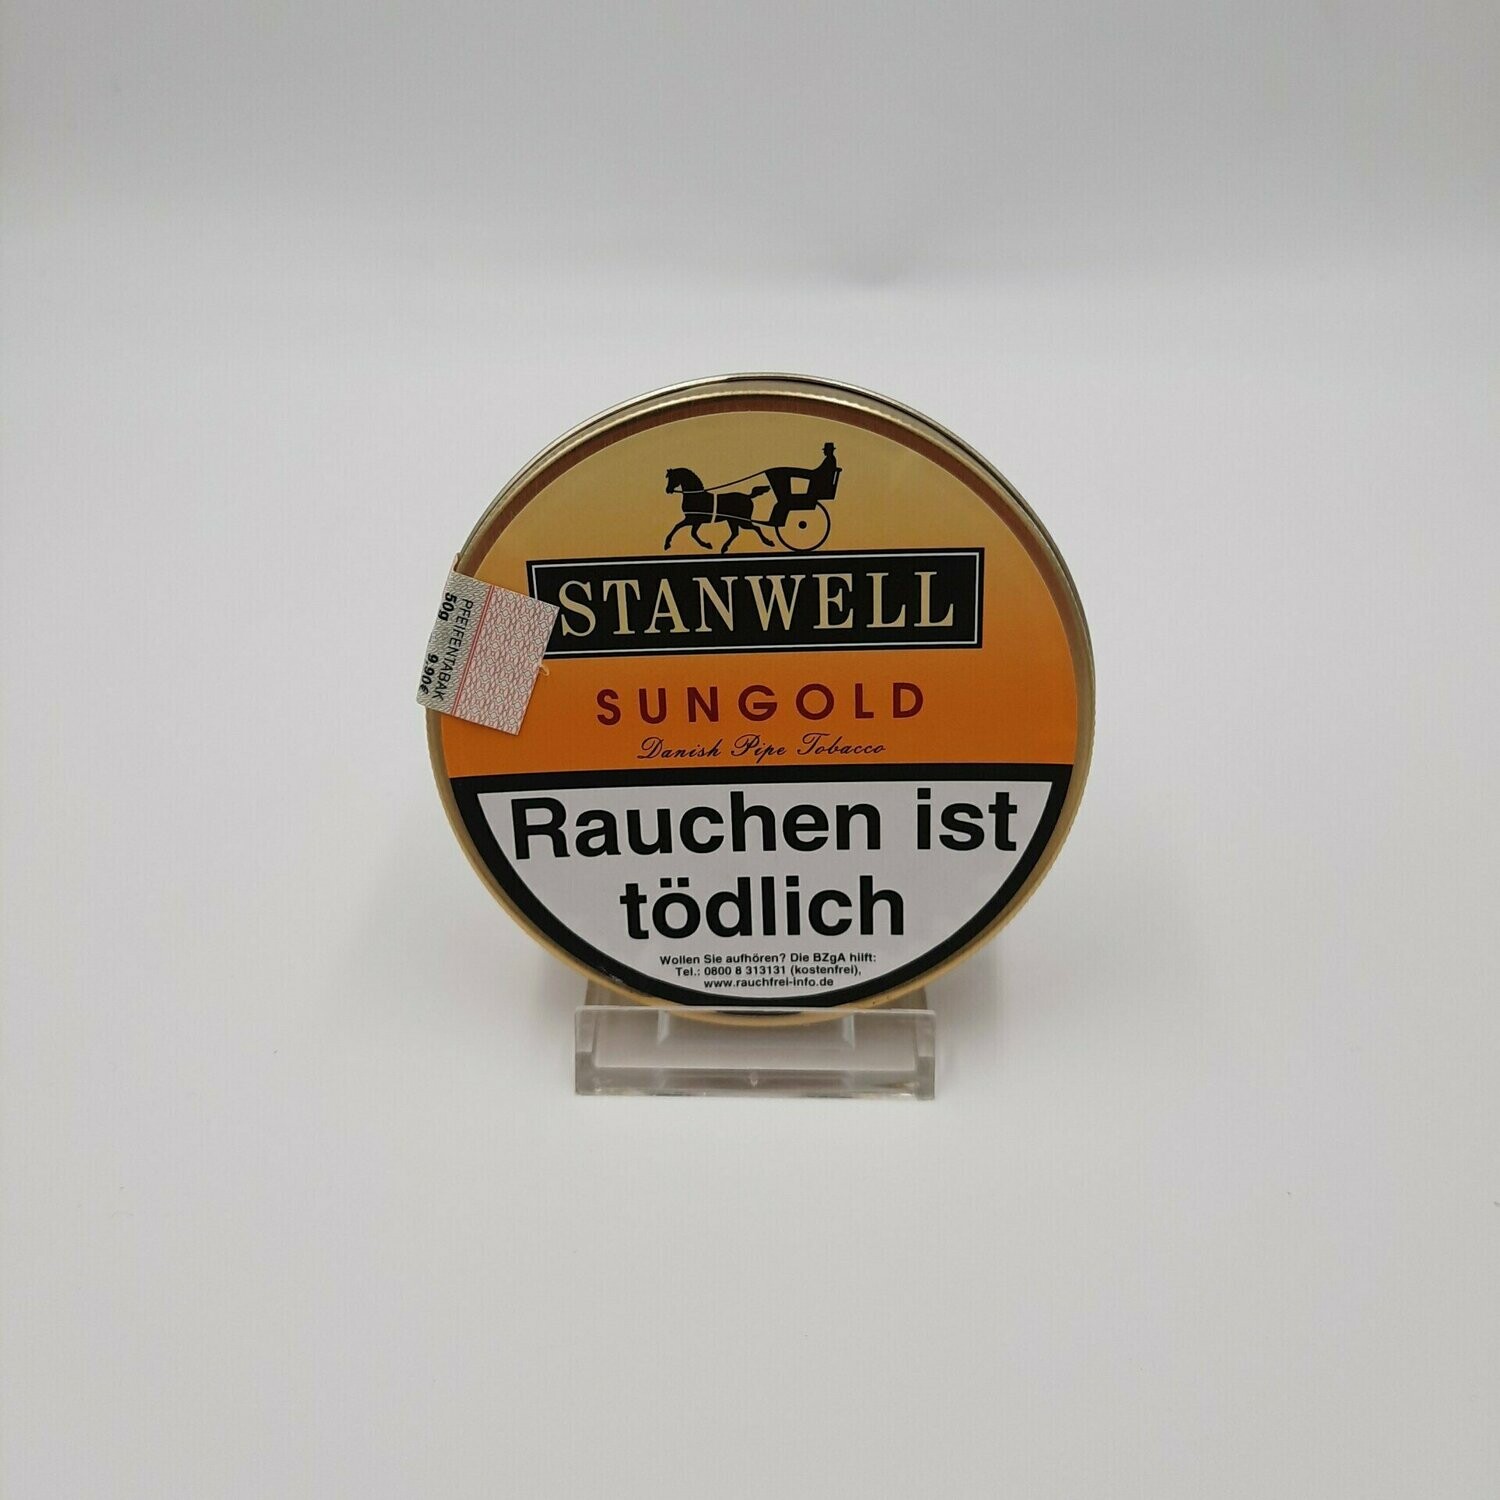 STANWELL
SUNGOLD
Danish Pipe Tobacco
PFEIFENTABAK
50g 9.90€
Rauchen ist
tödlich
Wollen Sie aufhören? Die BZgA hilft:
Tel.: 0800 8 313131 (kostenfrei),
www.rauchfrei-info.de